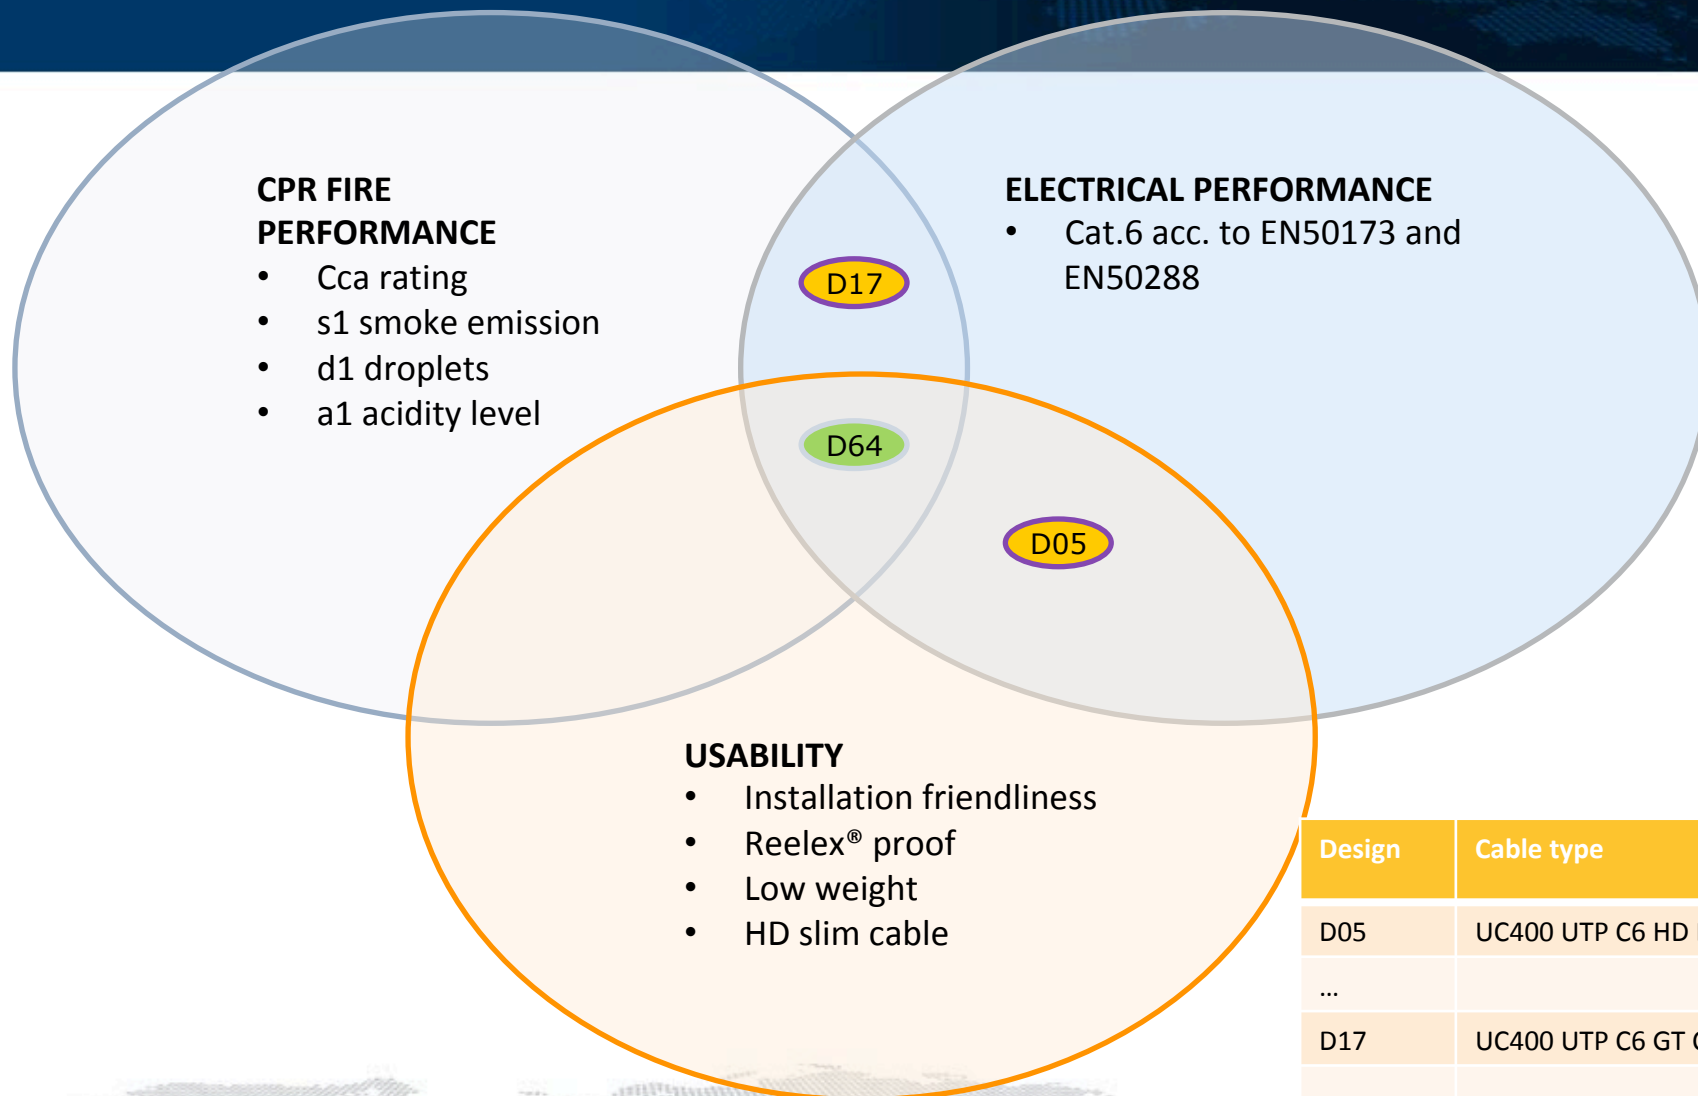 CPR FIRE
PERFORMANCE
• Cca rating
• s1 smoke emission
• d1 droplets
• a1 acidity level
ELECTRICAL PERFORMANCE
• Cat.6 acc. to EN50173 and
EN50288
D17
D64
D05
USABILITY
• Installation friendliness
• Reelex® proof
• Low weight
• HD slim cable
Design Cable type
D05 UC400 UTP C6 HD
...
D17 UC400 UTP C6 GT